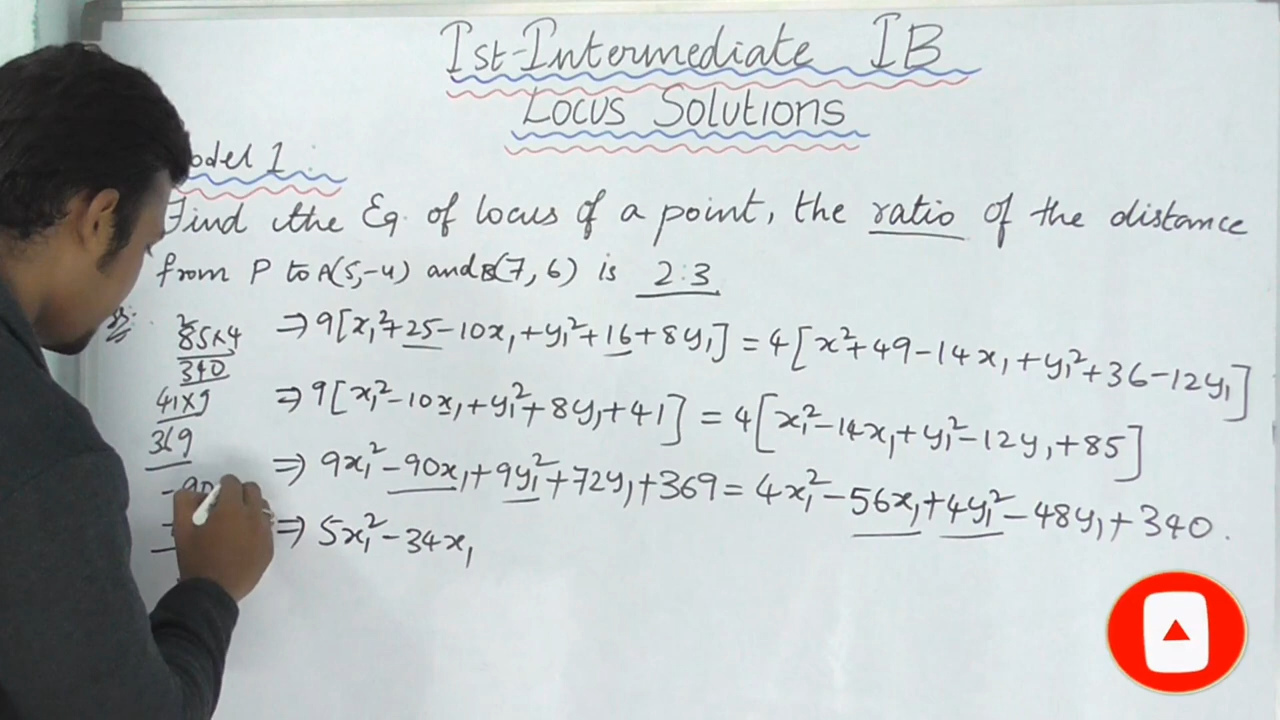 Ist-Intermediate IB
Locus Solutions
odel 1:
Find the Eq. of locus of a point, the ratio of the distance
from P to A(5,-4) and B(7, 6) is 2:3
85×4
340
41×9
369
-90
⇒ 9[x₁²+25-10x₁+y₁²+16+8y₁] = 4[x²+49-14x₁+y₁²+36-12y₁]
⇒ 9[x₁²-10x₁+y₁²+8y₁+41] = 4[x₁²-14x₁+y₁²-12y₁+85]
⇒ 9x₁²-90x₁+9y₁²+72y₁+369 = 4x₁²-56x₁+4y₁²-48y₁+340.
⇒ 5x₁²-34x₁